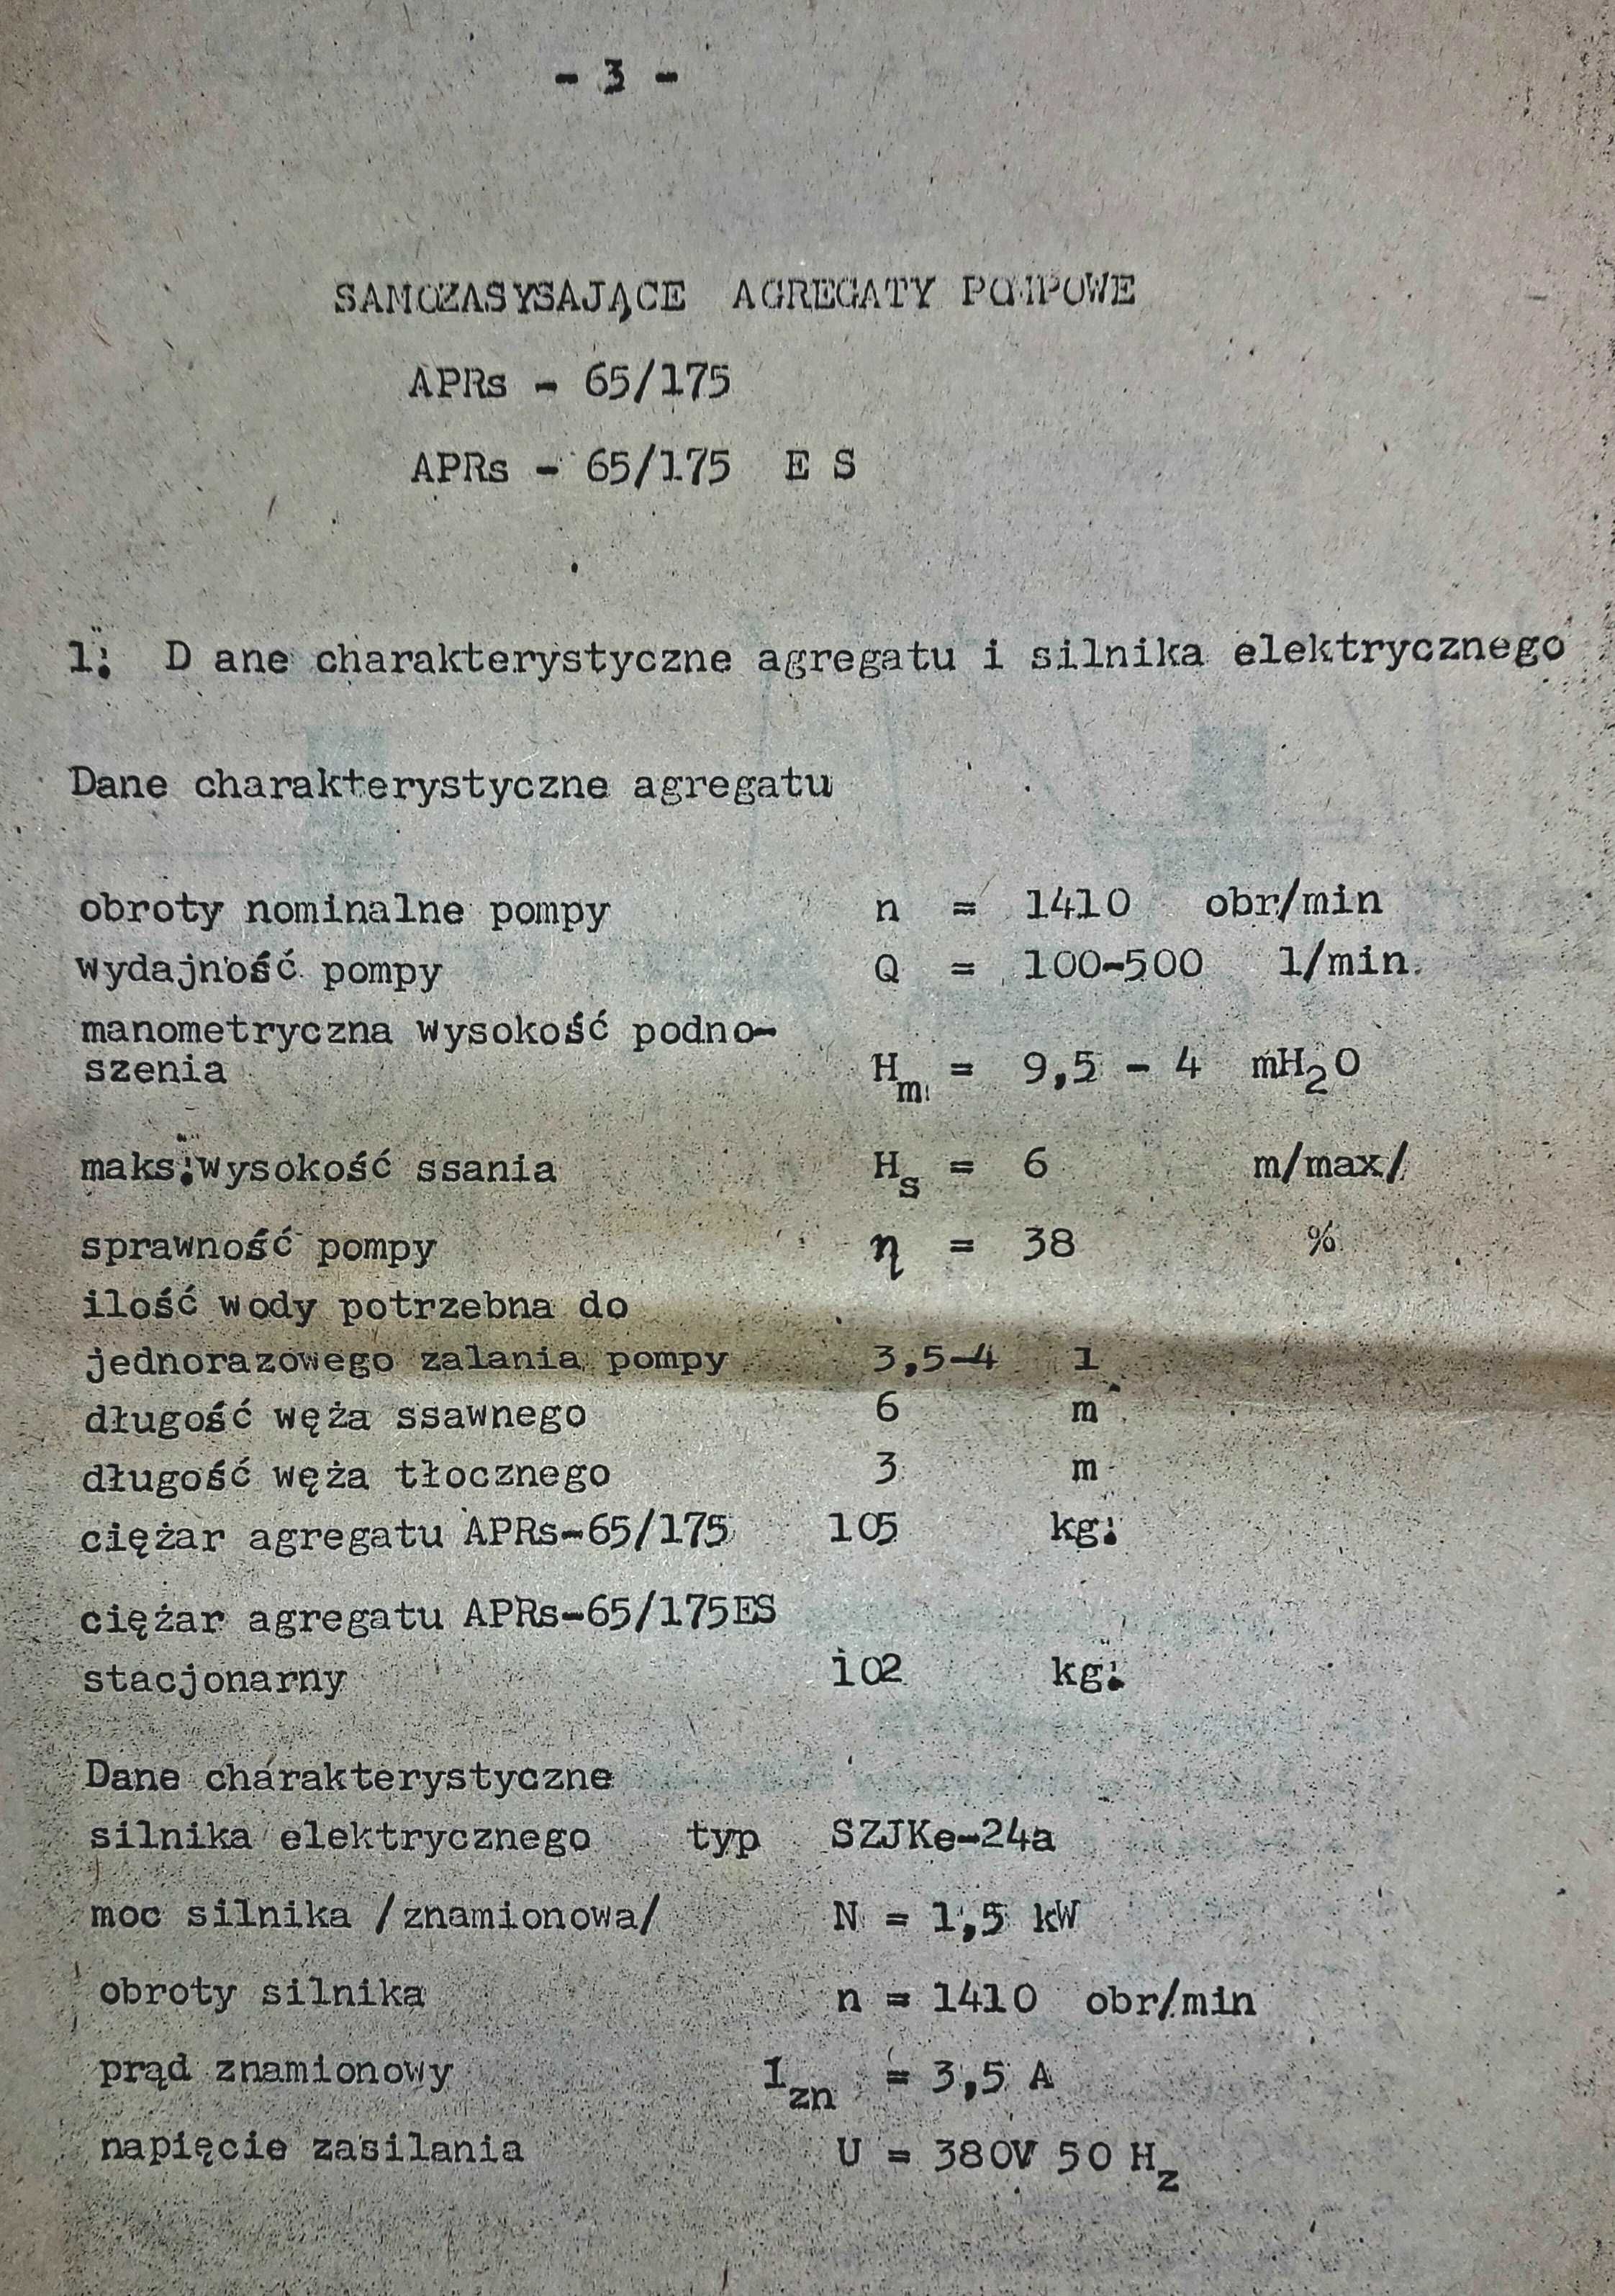 - 3 -
SAMOZASYSAJĄCE AGREGATY POMPOWE
APRs - 65/175
APRs - 65/175 E S
1. D ane charakterystyczne agregatu i silnika elektrycznego
Dane charakterystyczne agregatu
obroty nominalne pompy n = 1410 obr/min
wydajność pompy Q = 100-500 l/min.
manometryczna wysokość podno-
szenia Hm = 9,5 - 4 mH2O
maks.wysokość ssania Hs = 6 m/max/
sprawność pompy η = 38 %
ilość wody potrzebna do
jednorazowego zalania pompy 3,5-4 l
długość węża ssawnego 6 m
długość węża tłocznego 3 m
ciężar agregatu APRs-65/175 105 kg.
ciężar agregatu APRs-65/175ES
stacjonarny 102 kg.
Dane charakterystyczne
silnika elektrycznego typ SZJKe-24a
moc silnika /znamionowa/ N = 1,5 kW
obroty silnika n = 1410 obr/min
prąd znamionowy Izn = 3,5 A
napięcie zasilania U = 380V 50 Hz